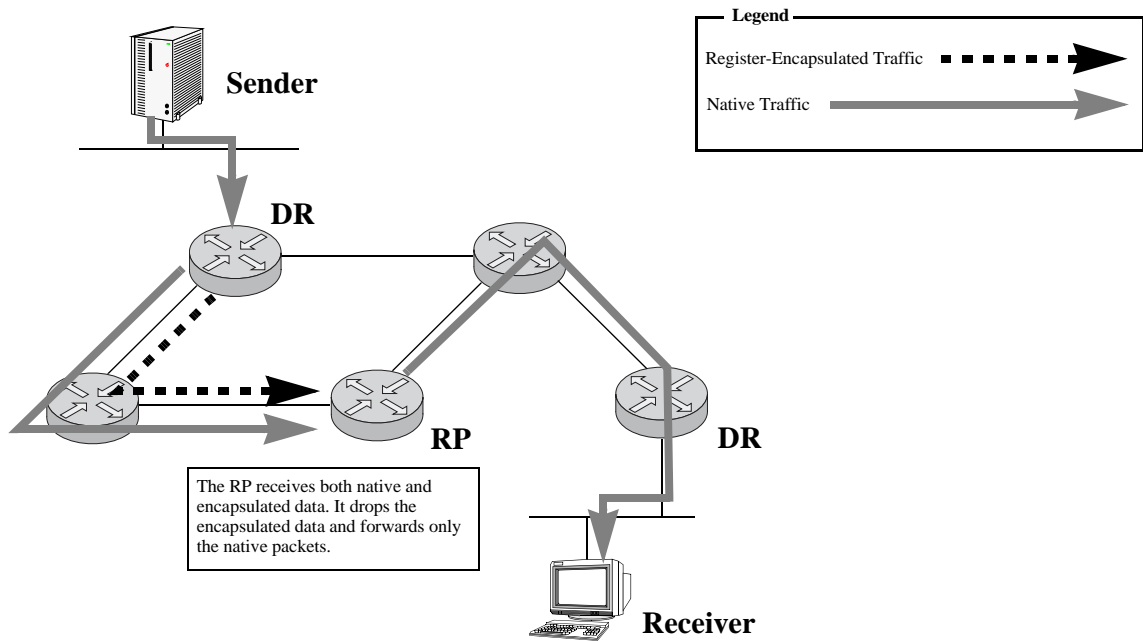 Legend
Register-Encapsulated Traffic
Native Traffic
Sender
DR
RP
DR
The RP receives both native and
encapsulated data. It drops the
encapsulated data and forwards only
the native packets.
Receiver